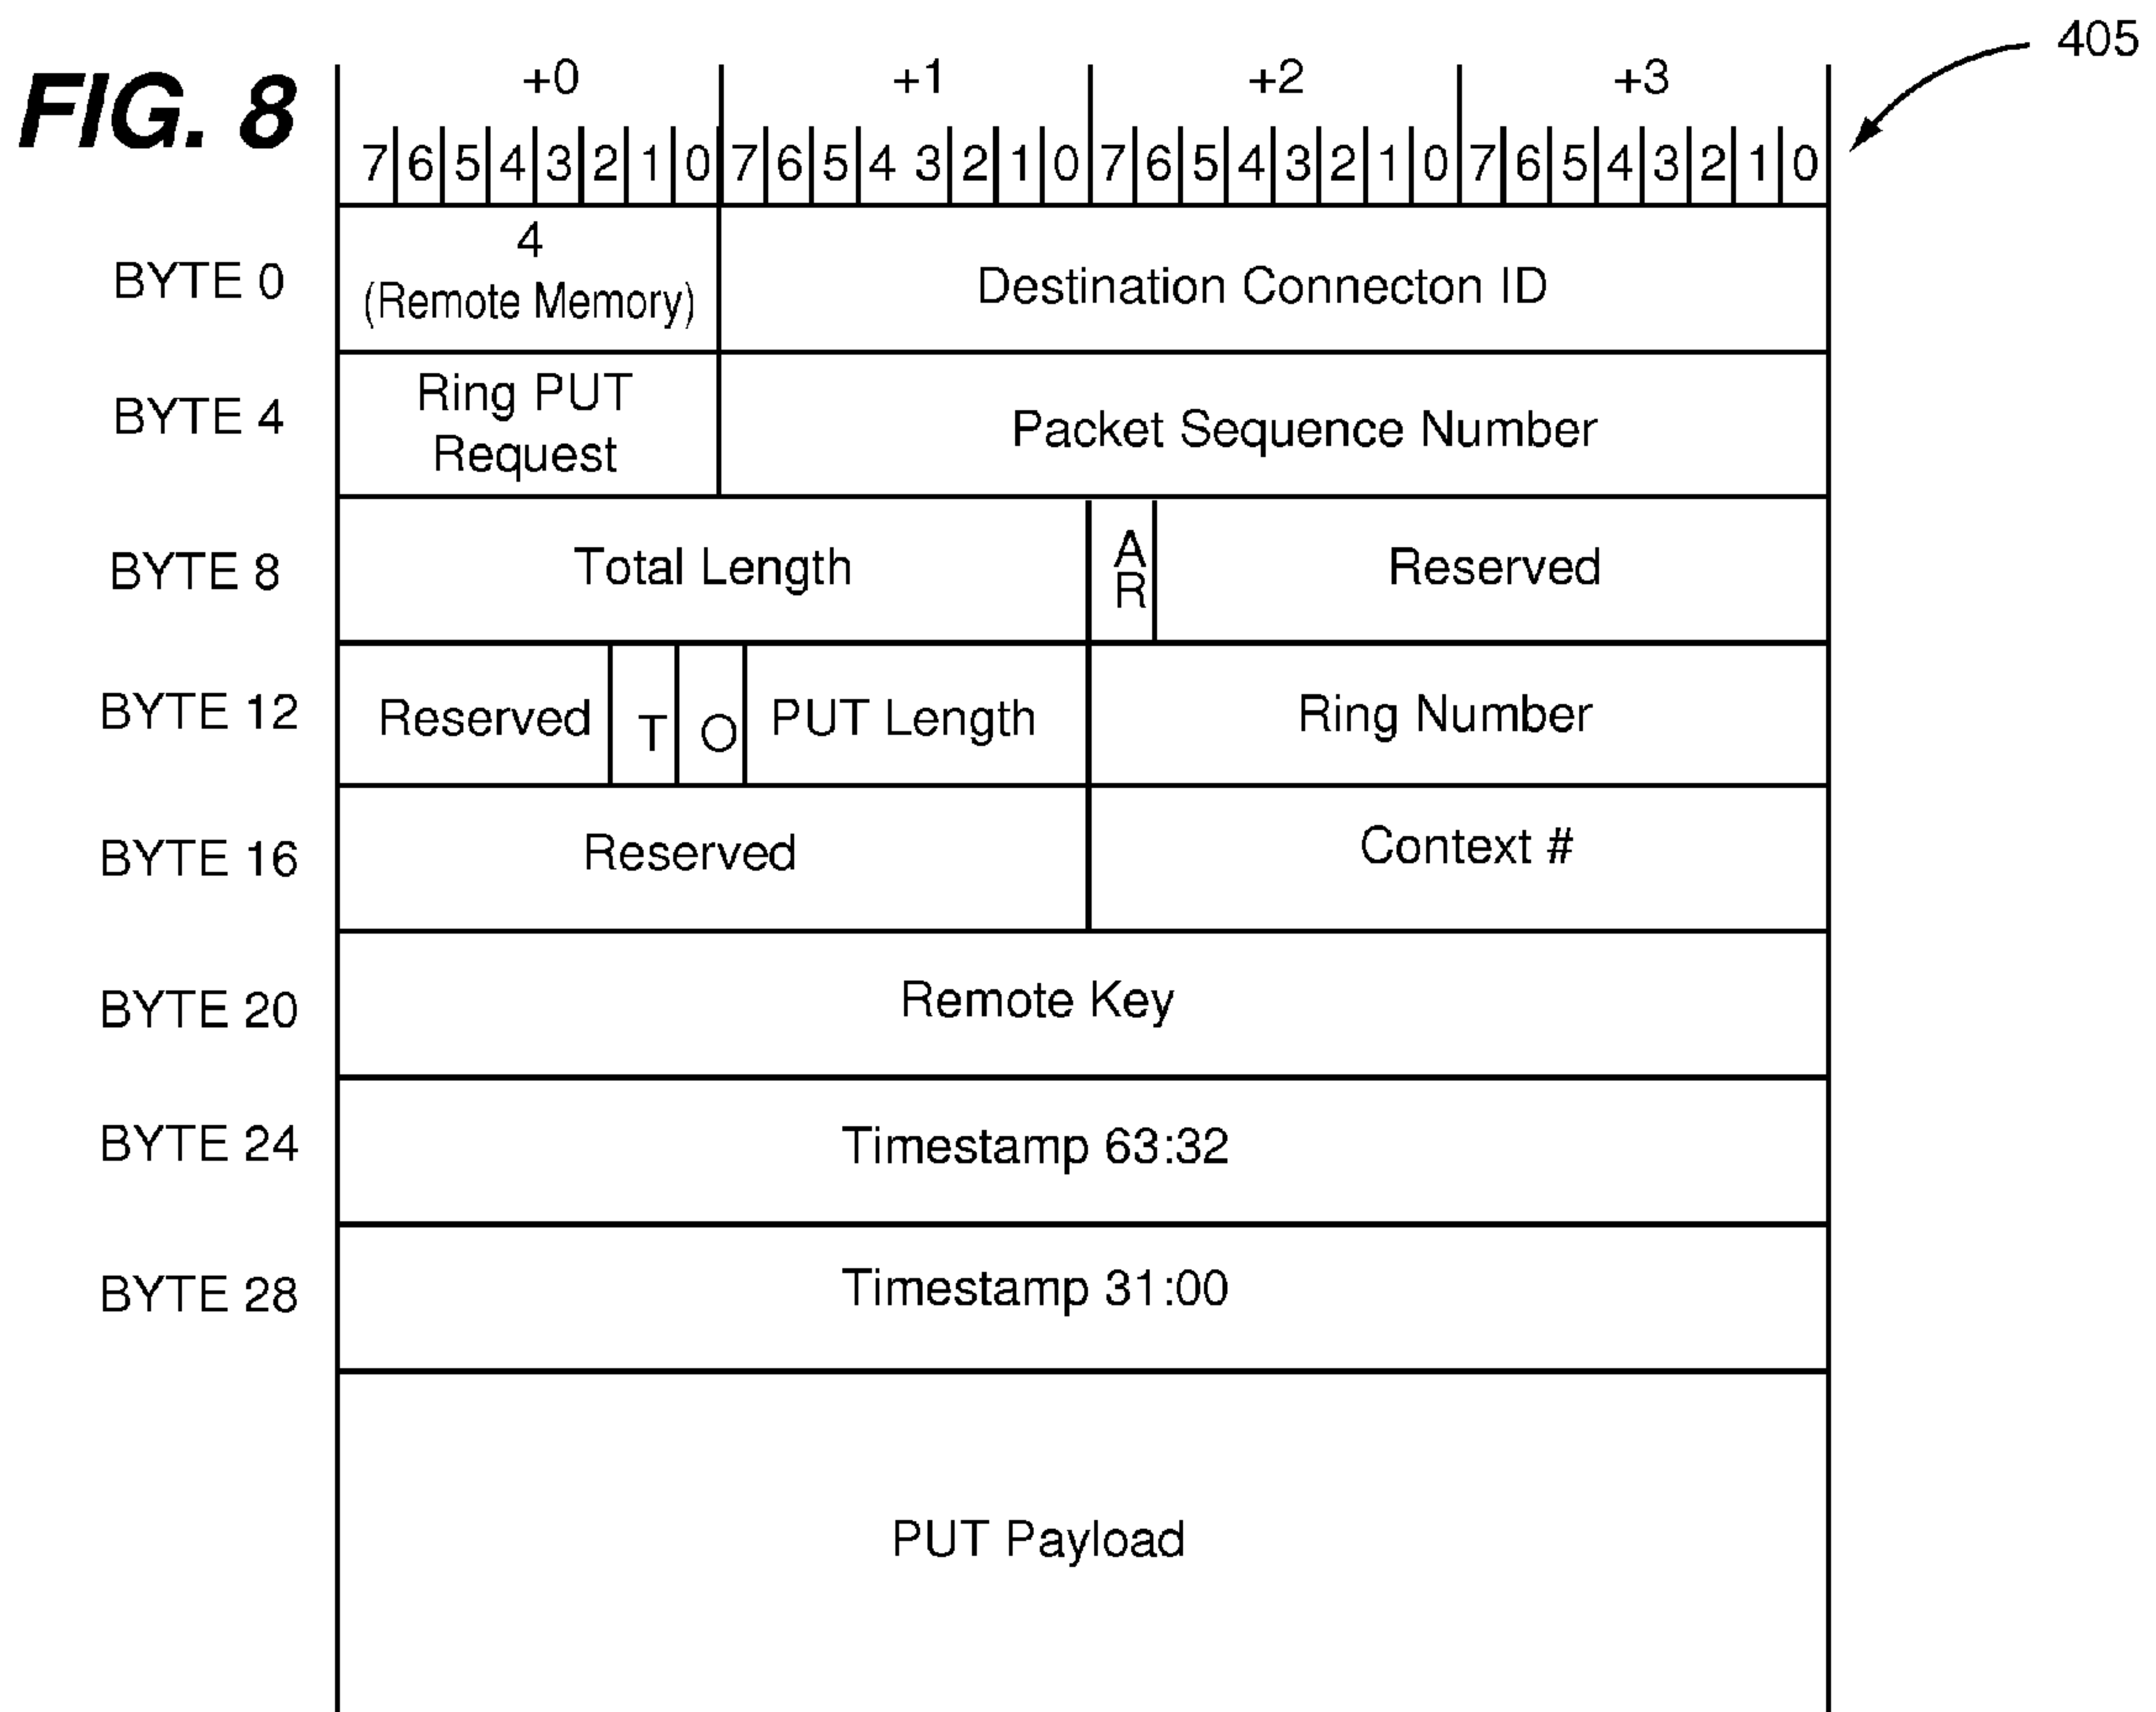 FIG. 8
405
+0 +1 +2 +3
7 6 5 4 3 2 1 0 7 6 5 4 3 2 1 0 7 6 5 4 3 2 1 0 7 6 5 4 3 2 1 0
BYTE 0
4
(Remote Memory)
Destination Connecton ID
BYTE 4
Ring PUT
Request
Packet Sequence Number
BYTE 8
Total Length
A
R
Reserved
BYTE 12
Reserved
T
O
PUT Length
Ring Number
BYTE 16
Reserved
Context #
BYTE 20
Remote Key
BYTE 24
Timestamp 63:32
BYTE 28
Timestamp 31:00
PUT Payload